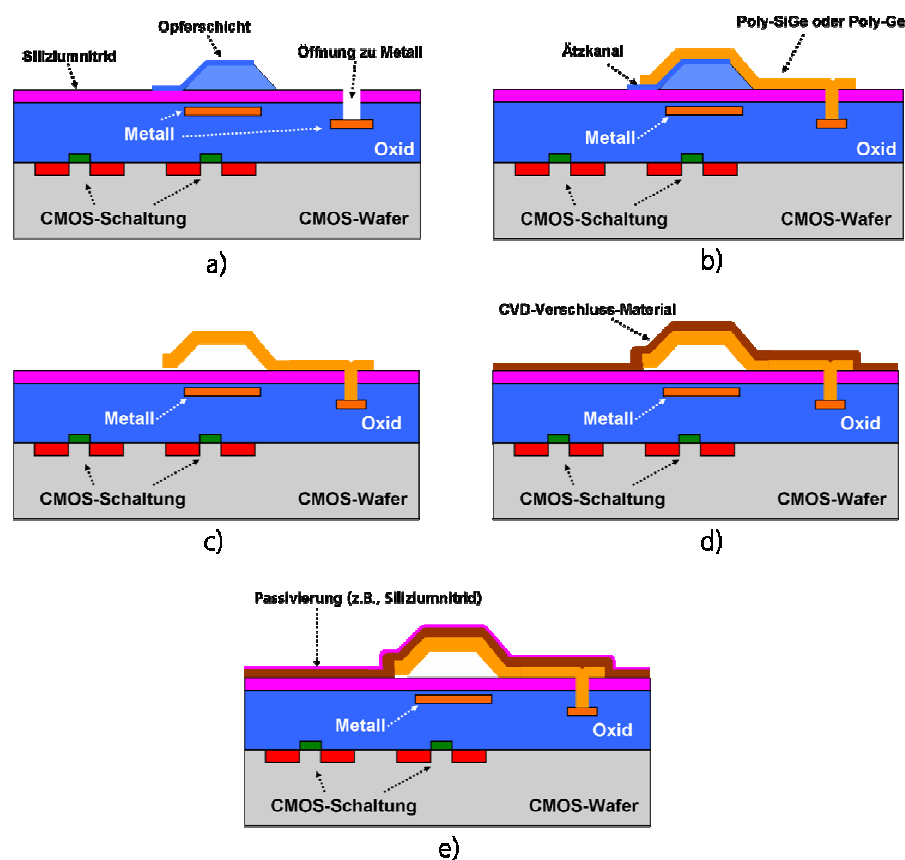 Opferschicht
Siliziumnitrid
Öffnung zu Metall
Metall
Oxid
CMOS-Schaltung
CMOS-Wafer
a)
Poly-SiGe oder Poly-Ge
Ätzkanal
Metall
Oxid
CMOS-Schaltung
CMOS-Wafer
b)
Metall
Oxid
CMOS-Schaltung
CMOS-Wafer
c)
CVD-Verschluss-Material
Metall
Oxid
CMOS-Schaltung
CMOS-Wafer
d)
Passivierung (z.B., Siliziumnitrid)
Metall
Oxid
CMOS-Schaltung
CMOS-Wafer
e)